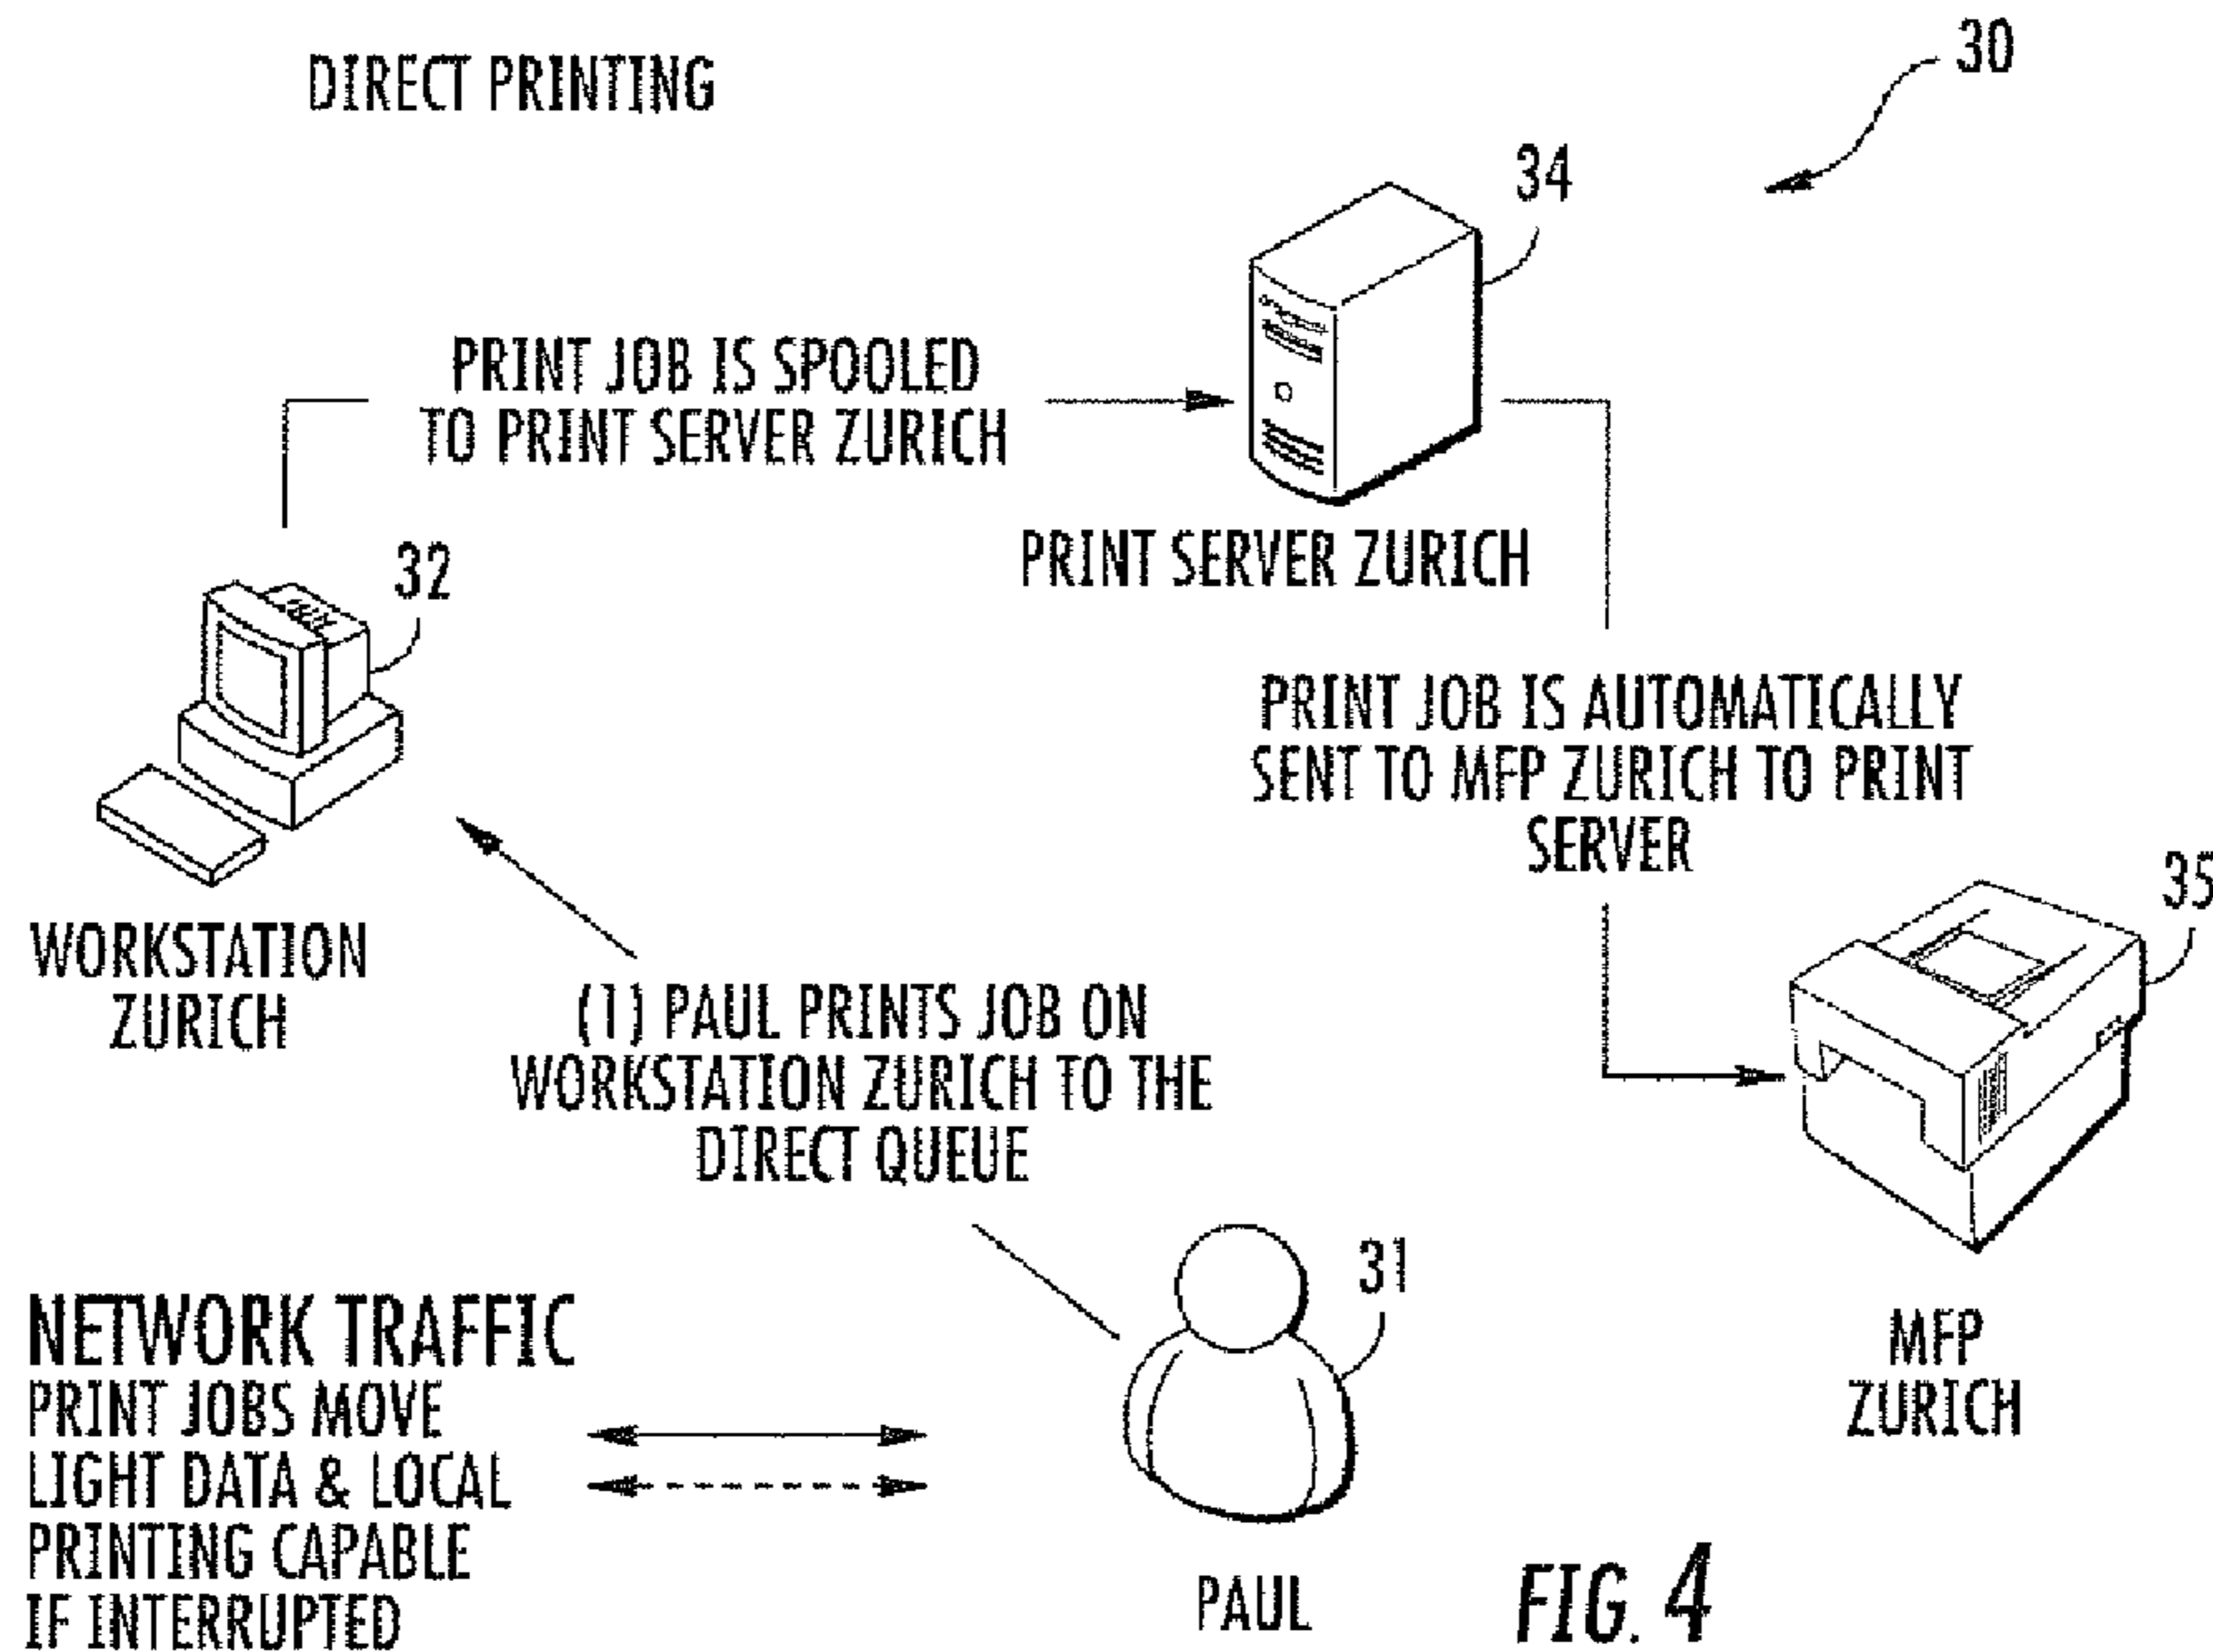 DIRECT PRINTING
30
34
PRINT JOB IS SPOOLED
TO PRINT SERVER ZURICH
PRINT SERVER ZURICH
32
WORKSTATION
ZURICH
PRINT JOB IS AUTOMATICALLY
SENT TO MFP ZURICH TO PRINT
SERVER
35
(1) PAUL PRINTS JOB ON
WORKSTATION ZURICH TO THE
DIRECT QUEUE
31
MFP
ZURICH
NETWORK TRAFFIC
PRINT JOBS MOVE
LIGHT DATA & LOCAL
PRINTING CAPABLE
IF INTERRUPTED
PAUL
FIG. 4